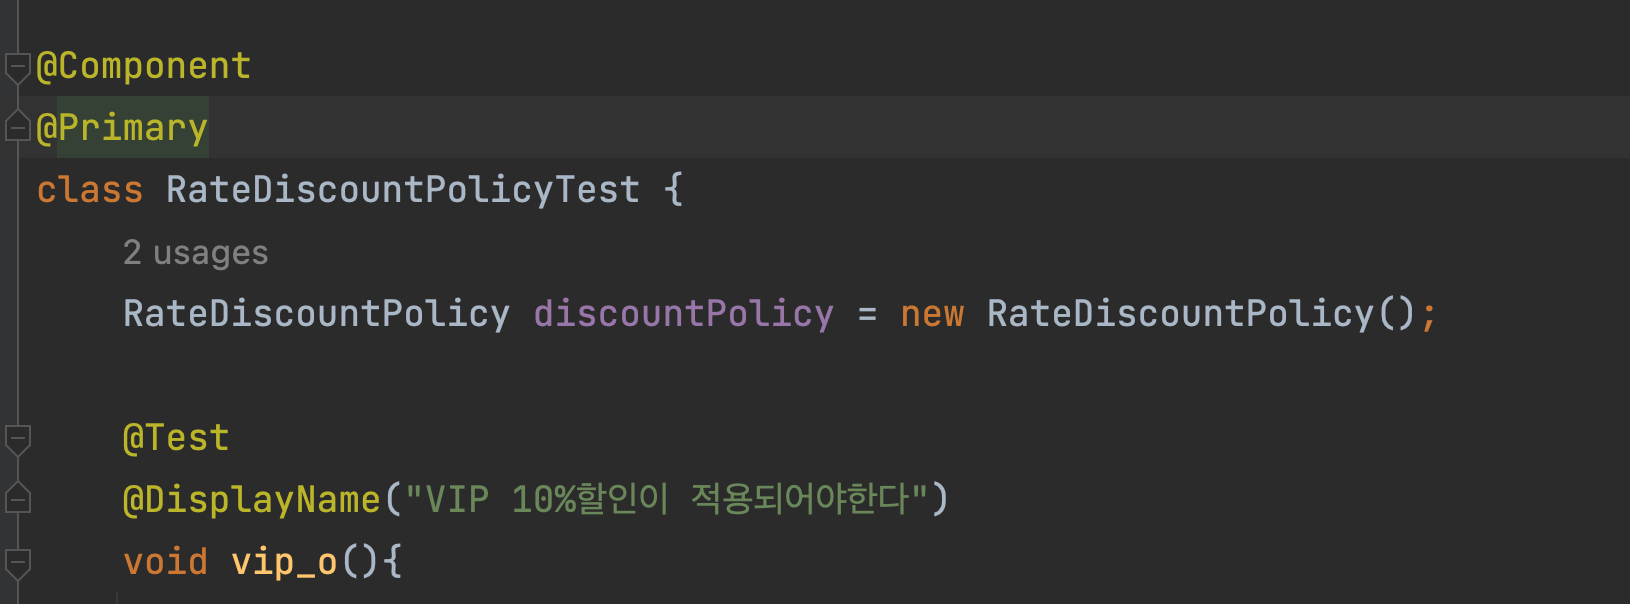 @Component
@Primary
class RateDiscountPolicyTest {
2 usages
RateDiscountPolicy discountPolicy = new RateDiscountPolicy();
@Test
@DisplayName("VIP 10%할인이 적용되어야한다")
void vip_o(){